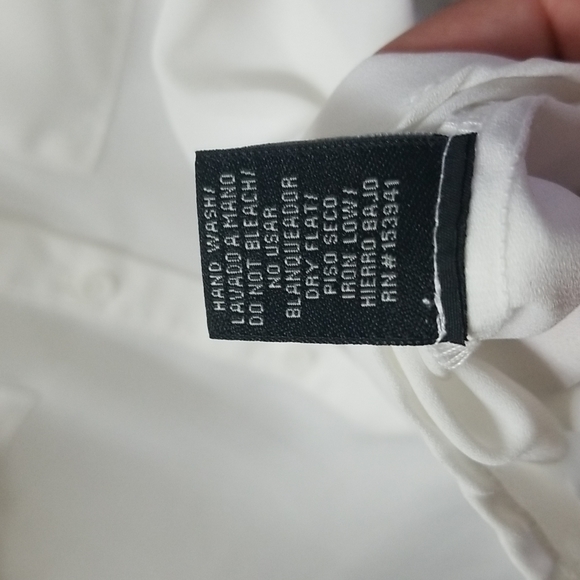 HAND WASH/
LAVADO A MANO
DO NOT BLEACH/
NO USAR
BLANQUEADOR
DRY FLAT/
PISO SECO
IRON LOW/
HIERRO BAJO
RN #153941